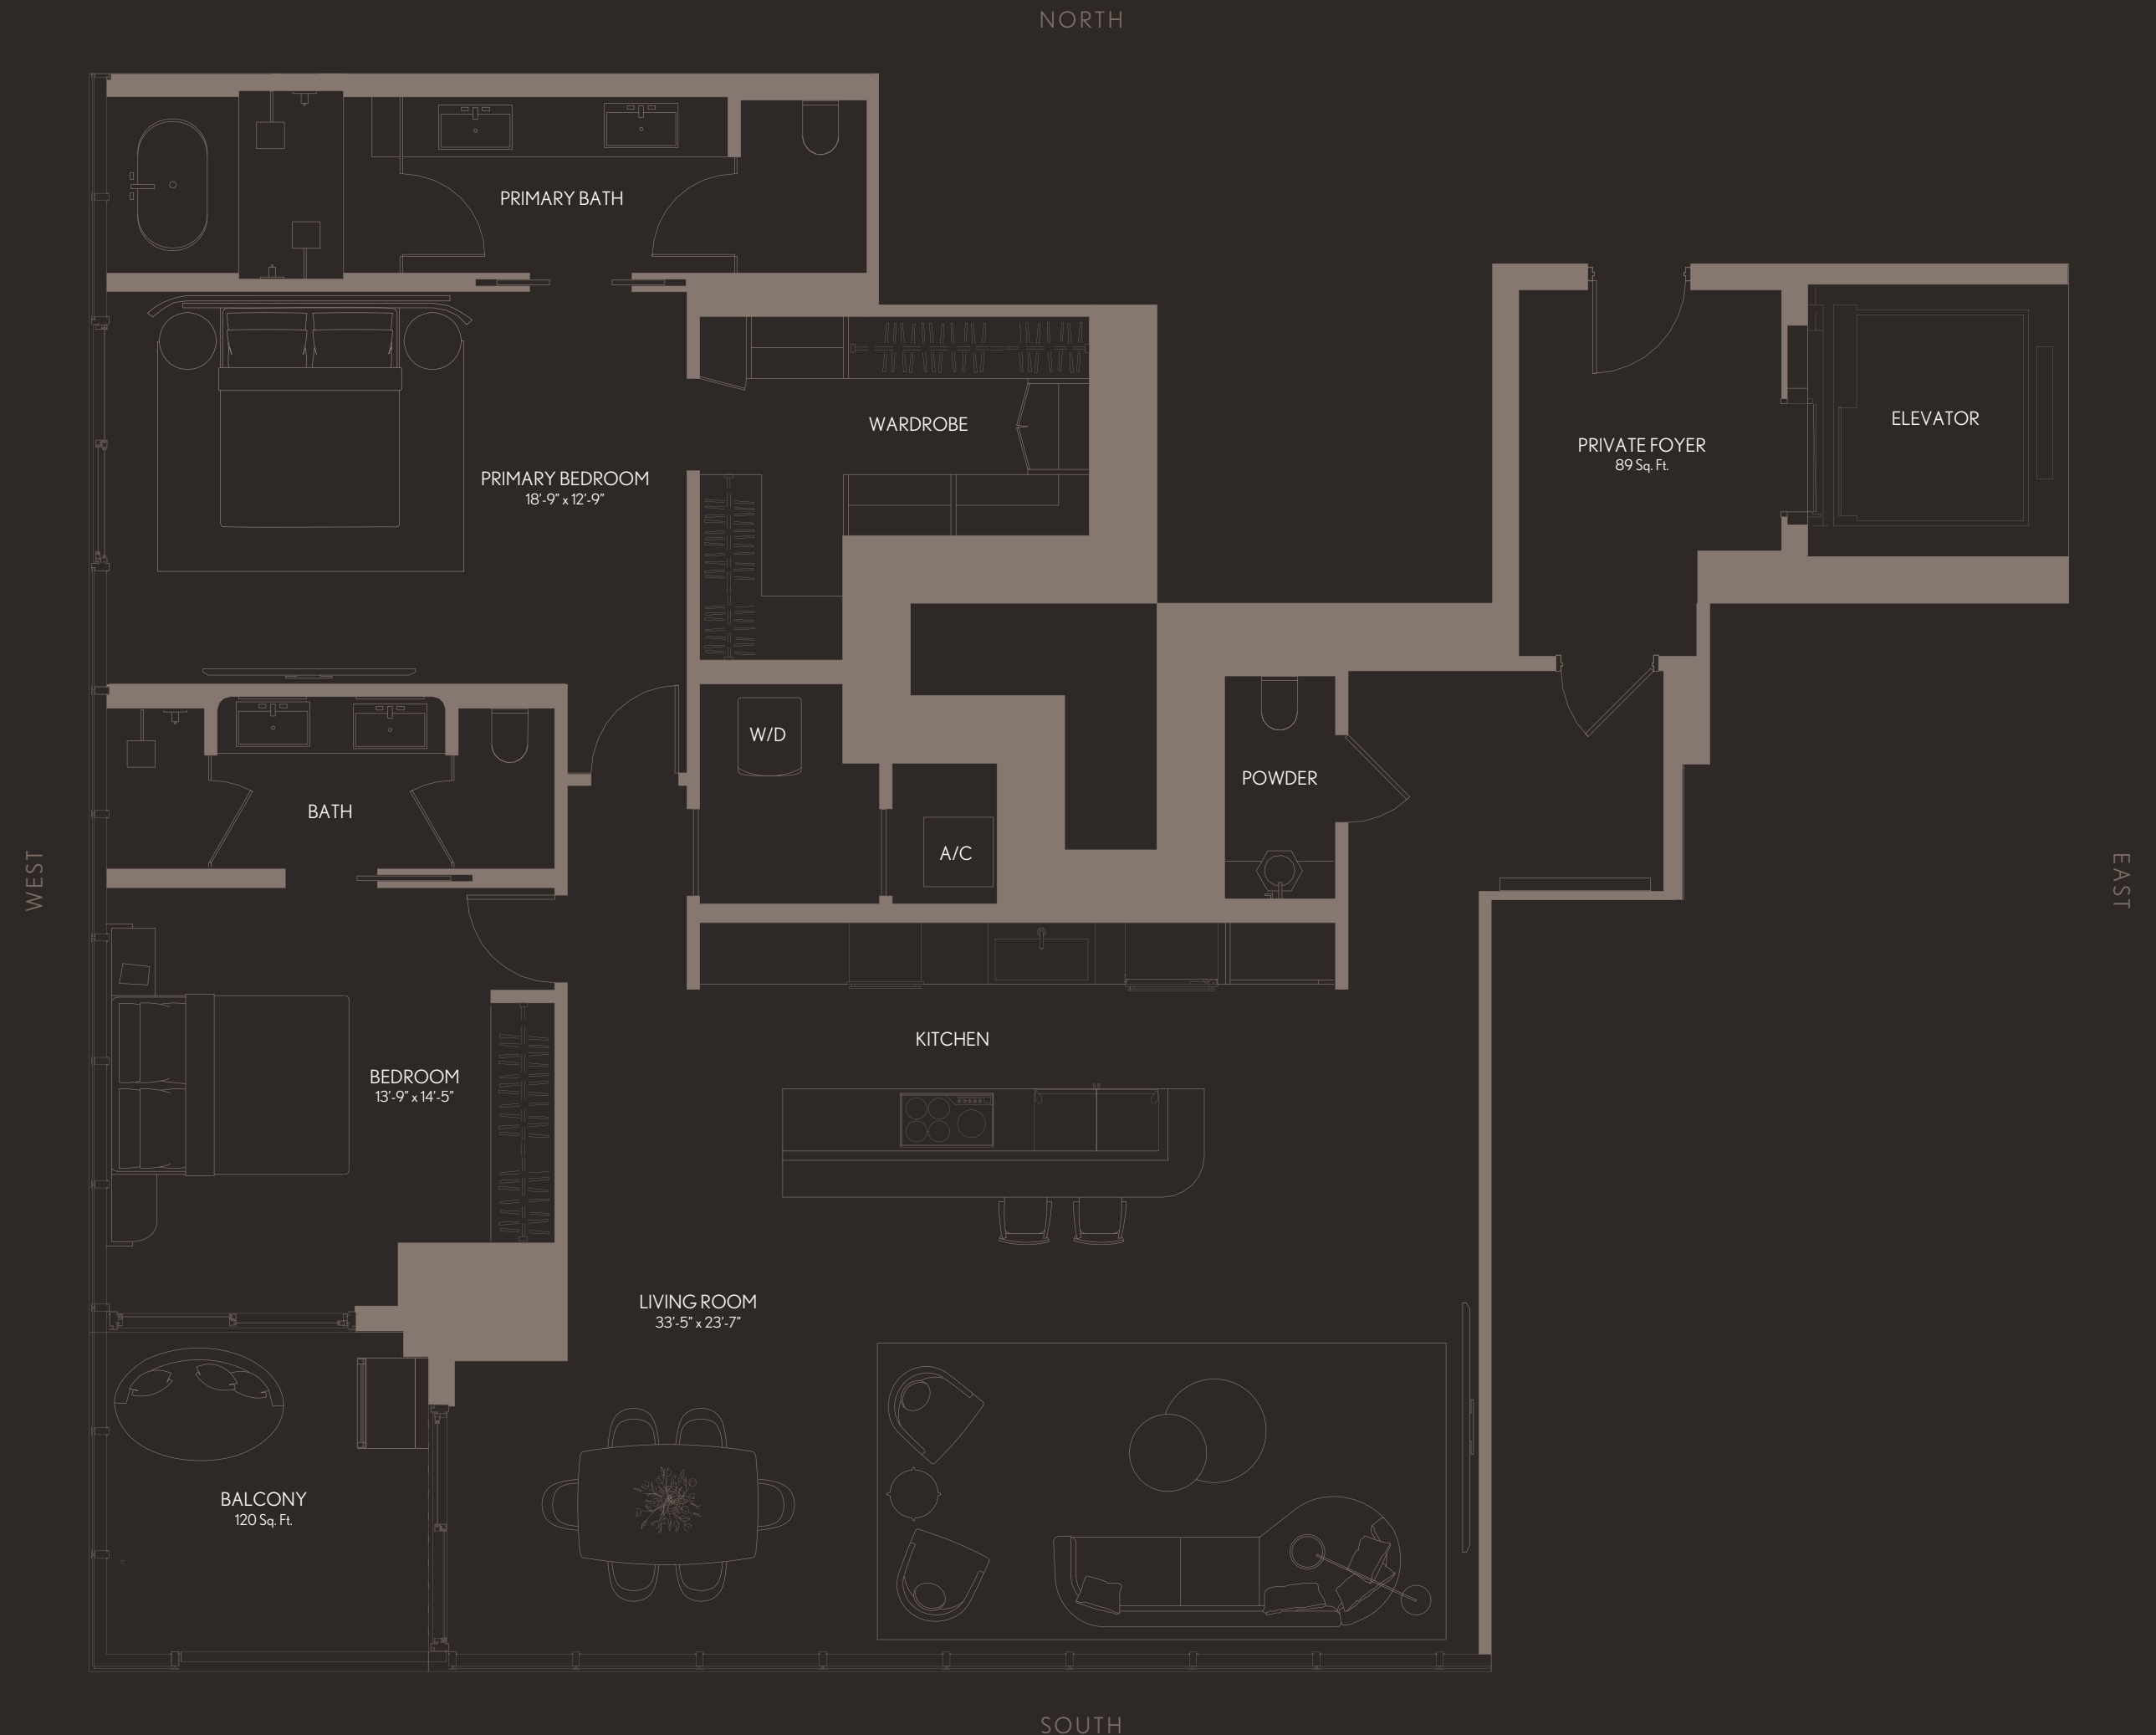 NORTH
PRIMARY BATH
WARDROBE
PRIMARY BEDROOM
18'-9" x 12'-9"
PRIVATE FOYER
89 Sq. Ft.
ELEVATOR
W/D
POWDER
BATH
A/C
WEST
EAST
KITCHEN
BEDROOM
13'-9" x 14'-5"
LIVING ROOM
33'-5" x 23'-7"
BALCONY
120 Sq. Ft.
SOUTH